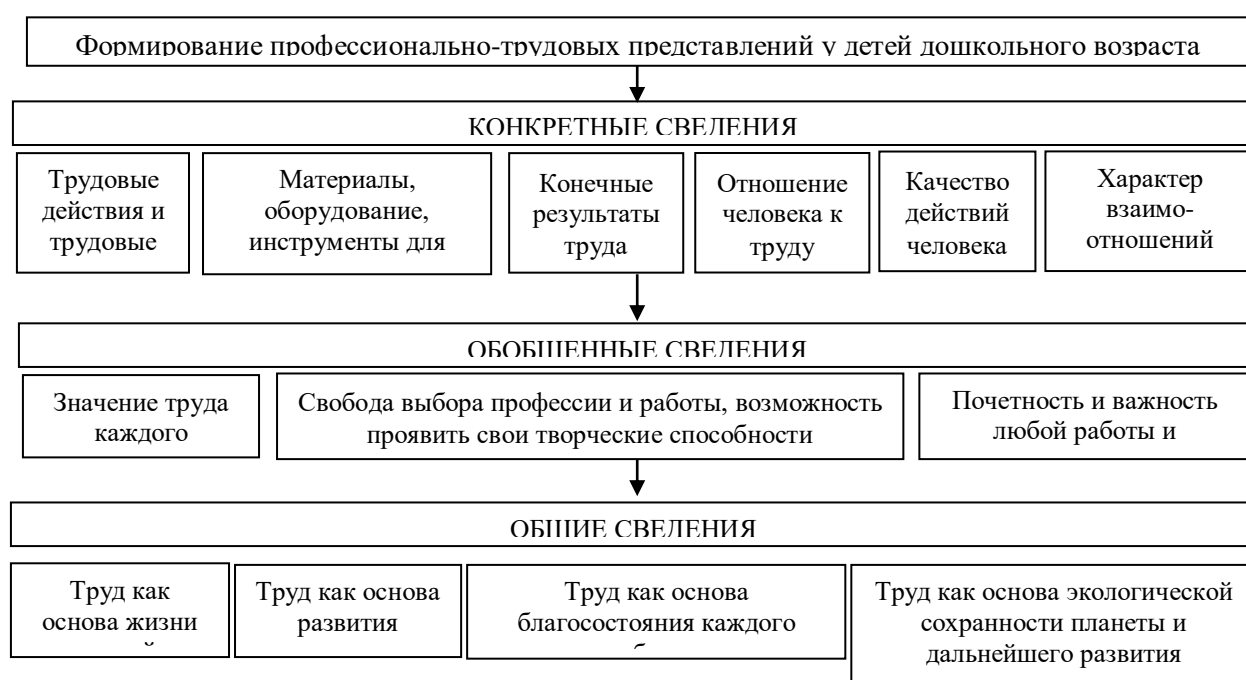 Формирование профессионально-трудовых представлений у детей дошкольного возраста
КОНКРЕТНЫЕ СВЕДЕНИЯ
Трудовые
действия и
трудовые
Материалы,
оборудование,
инструменты для
Конечные
результаты
труда
Отношение
человека к
труду
Качество
действий
человека
Характер
взаимо-
отношений
ОБОБЩЕННЫЕ СВЕДЕНИЯ
Значение труда
каждого
Свобода выбора профессии и работы, возможность
проявить свои творческие способности
Почетность и важность
любой работы и
ОБЩИЕ СВЕДЕНИЯ
Труд как
основа жизни
Труд как основа
развития
Труд как основа
благосостояния каждого
Труд как основа экологической
сохранности планеты и
дальнейшего развития